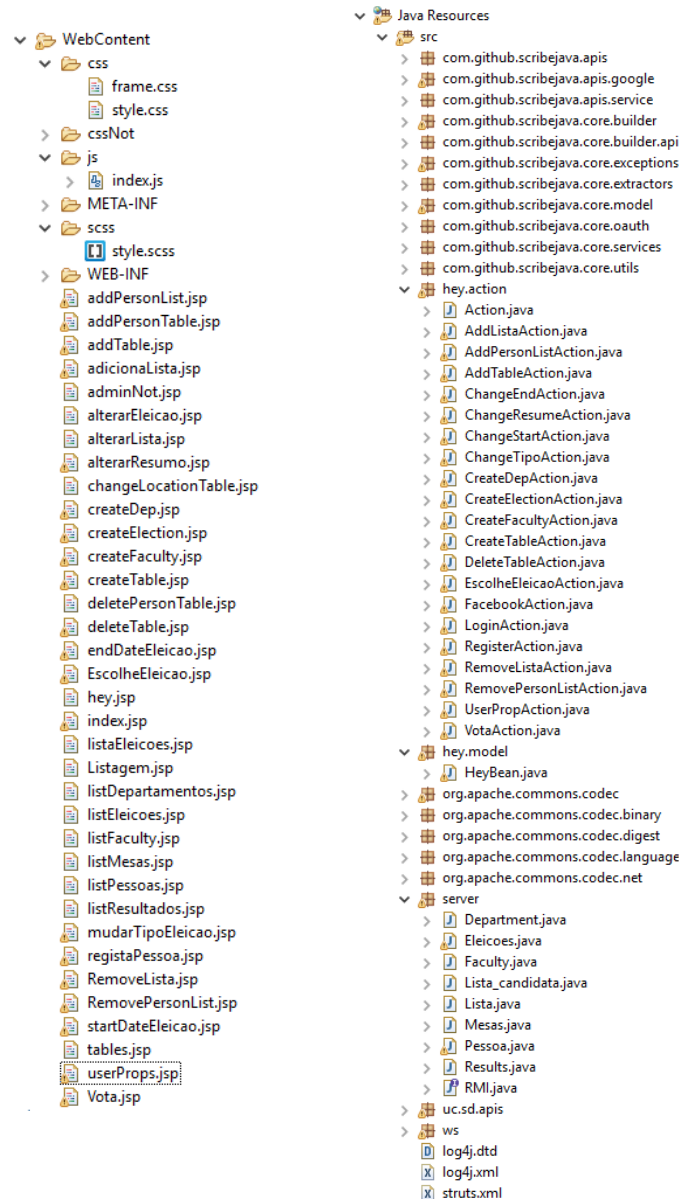 WebContent
css
frame.css
style.css
cssNot
js
index.js
META-INF
scss
style.scss
WEB-INF
addPersonList.jsp
addPersonTable.jsp
addTable.jsp
adicionaLista.jsp
adminNot.jsp
alterarEleicao.jsp
alterarLista.jsp
alterarResumo.jsp
changeLocationTable.jsp
createDep.jsp
createElection.jsp
createFaculty.jsp
createTable.jsp
deletePersonTable.jsp
deleteTable.jsp
endDateEleicao.jsp
EscolheEleicao.jsp
hey.jsp
index.jsp
listaEleicoes.jsp
Listagem.jsp
listDepartamentos.jsp
listEleicoes.jsp
listFaculty.jsp
listMesas.jsp
listPessoas.jsp
listResultados.jsp
mudarTipoEleicao.jsp
registaPessoa.jsp
RemoveLista.jsp
RemovePersonList.jsp
startDateEleicao.jsp
tables.jsp
userProps.jsp
Vota.jsp
Java Resources
src
com.github.scribejava.apis
com.github.scribejava.apis.google
com.github.scribejava.apis.service
com.github.scribejava.core.builder
com.github.scribejava.core.builder.api
com.github.scribejava.core.exceptions
com.github.scribejava.core.extractors
com.github.scribejava.core.model
com.github.scribejava.core.oauth
com.github.scribejava.core.services
com.github.scribejava.core.utils
hey.action
Action.java
AddListaAction.java
AddPersonListAction.java
AddTableAction.java
ChangeEndAction.java
ChangeResumeAction.java
ChangeStartAction.java
ChangeTipoAction.java
CreateDepAction.java
CreateElectionAction.java
CreateFacultyAction.java
CreateTableAction.java
DeleteTableAction.java
EscolheEleicaoAction.java
FacebookAction.java
LoginAction.java
RegisterAction.java
RemoveListaAction.java
RemovePersonListAction.java
UserPropAction.java
VotaAction.java
hey.model
HeyBean.java
org.apache.commons.codec
org.apache.commons.codec.binary
org.apache.commons.codec.digest
org.apache.commons.codec.language
org.apache.commons.codec.net
server
Department.java
Eleicoes.java
Faculty.java
Lista_candidata.java
Lista.java
Mesas.java
Pessoa.java
Results.java
RMI.java
uc.sd.apis
ws
log4j.dtd
log4j.xml
struts.xml